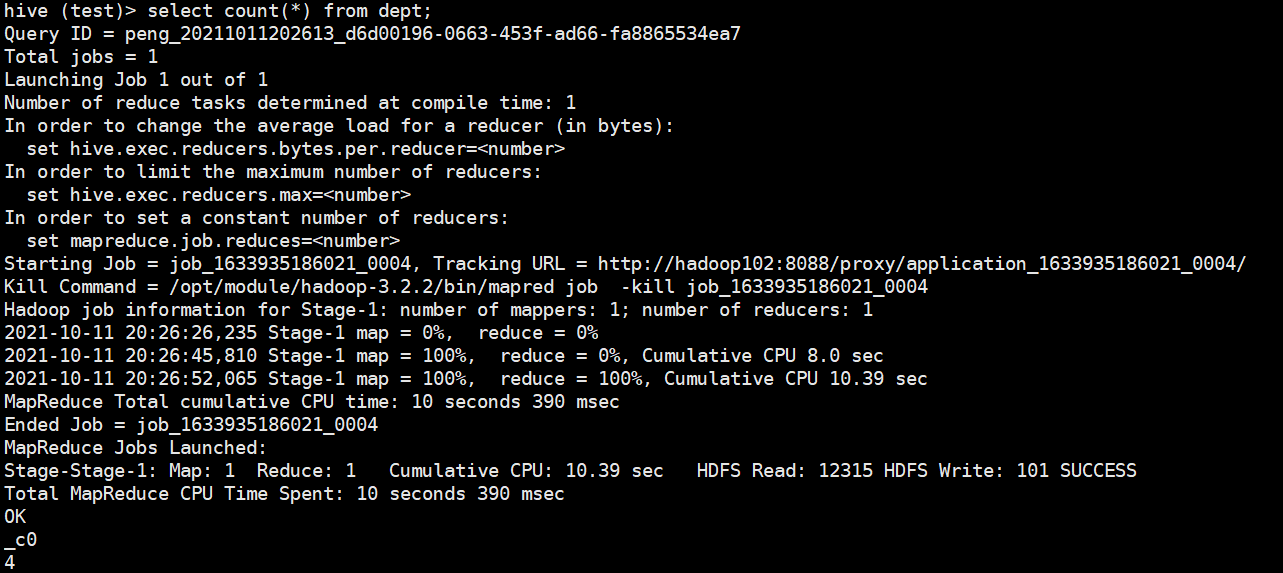 hive (test)> select count(*) from dept;
Query ID = peng_20211011202613_d6d00196-0663-453f-ad66-fa8865534ea7
Total jobs = 1
Launching Job 1 out of 1
Number of reduce tasks determined at compile time: 1
In order to change the average load for a reducer (in bytes):
  set hive.exec.reducers.bytes.per.reducer=<number>
In order to limit the maximum number of reducers:
  set hive.exec.reducers.max=<number>
In order to set a constant number of reducers:
  set mapreduce.job.reduces=<number>
Starting Job = job_1633935186021_0004, Tracking URL = http://hadoop102:8088/proxy/application_1633935186021_0004/
Kill Command = /opt/module/hadoop-3.2.2/bin/mapred job  -kill job_1633935186021_0004
Hadoop job information for Stage-1: number of mappers: 1; number of reducers: 1
2021-10-11 20:26:26,235 Stage-1 map = 0%,  reduce = 0%
2021-10-11 20:26:45,810 Stage-1 map = 100%,  reduce = 0%, Cumulative CPU 8.0 sec
2021-10-11 20:26:52,065 Stage-1 map = 100%,  reduce = 100%, Cumulative CPU 10.39 sec
MapReduce Total cumulative CPU time: 10 seconds 390 msec
Ended Job = job_1633935186021_0004
MapReduce Jobs Launched:
Stage-Stage-1: Map: 1  Reduce: 1   Cumulative CPU: 10.39 sec   HDFS Read: 12315 HDFS Write: 101 SUCCESS
Total MapReduce CPU Time Spent: 10 seconds 390 msec
OK
_c0
4